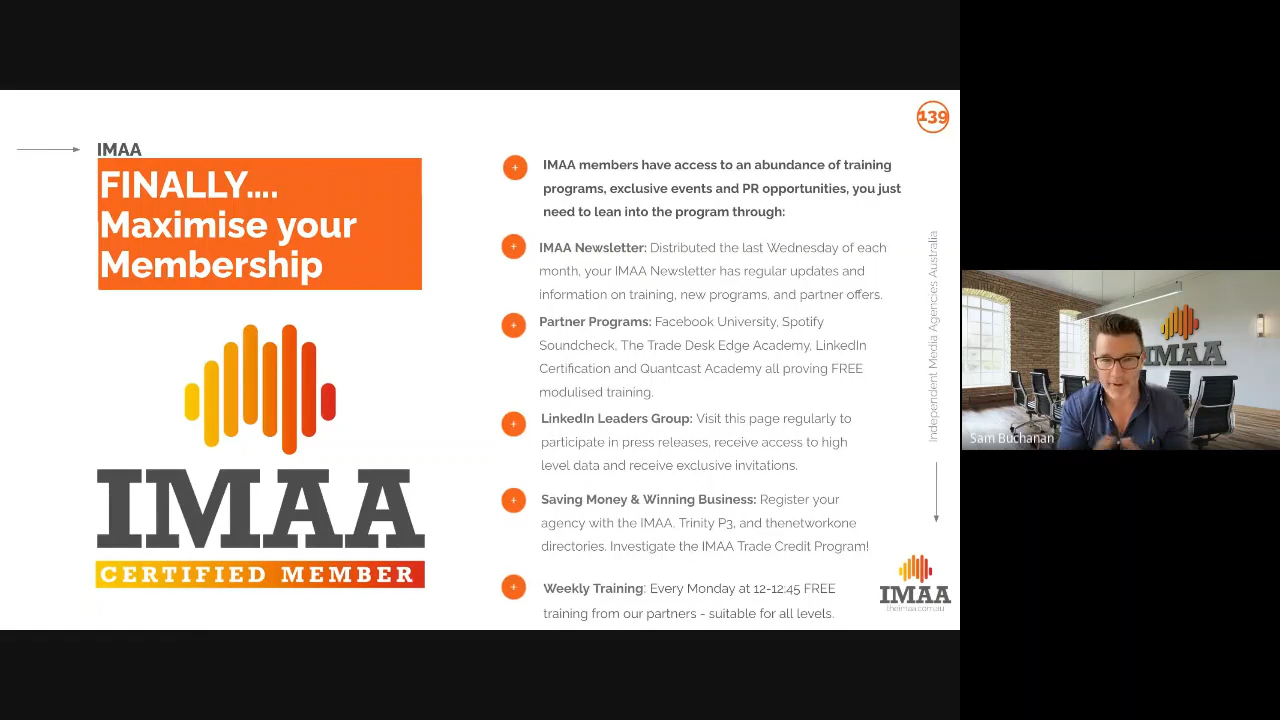 139
IMAA
FINALLY....
Maximise your
Membership
IMAA
CERTIFIED MEMBER
IMAA members have access to an abundance of training
programs, exclusive events and PR opportunities, you just
need to lean into the program through:
IMAA Newsletter: Distributed the last Wednesday of each
month, your IMAA Newsletter has regular updates and
information on training, new programs, and partner offers.
Partner Programs: Facebook University, Spotify
Soundcheck, The Trade Desk Edge Academy, LinkedIn
Certification and Quantcast Academy all proving FREE
modulised training.
LinkedIn Leaders Group: Visit this page regularly to
participate in press releases, receive access to high
level data and receive exclusive invitations.
Saving Money & Winning Business: Register your
agency with the IMAA, Trinity P3, and thenetworkone
directories. Investigate the IMAA Trade Credit Program!
Weekly Training: Every Monday at 12-12:45 FREE
training from our partners - suitable for all levels.
Independent Media Agencies Australia
IMAA
theimaa.com.au
IMAA
Sam Buchanan